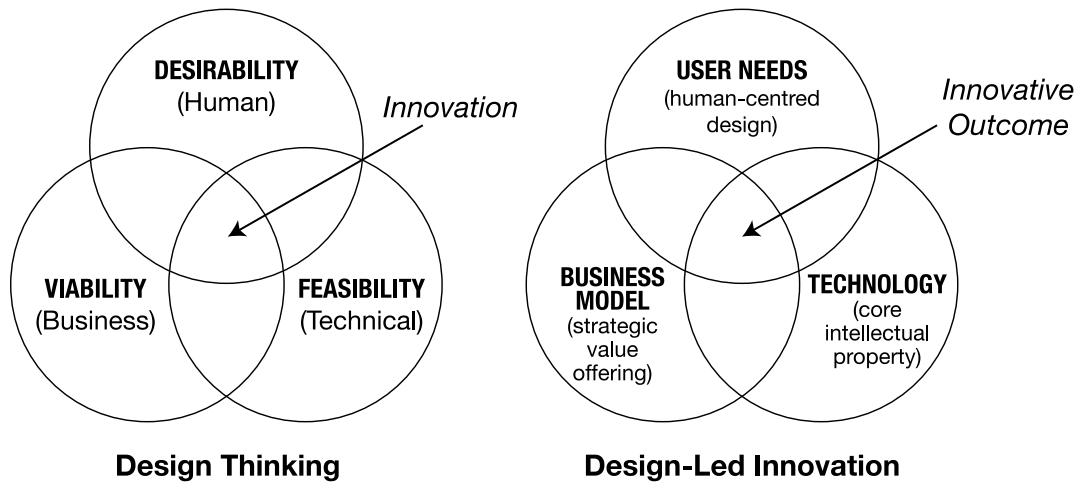 DESIRABILITY
(Human)
Innovation
VIABILITY
(Business)
FEASIBILITY
(Technical)
Design Thinking
USER NEEDS
(human-centred
design)
Innovative
Outcome
BUSINESS
MODEL
(strategic
value
offering)
TECHNOLOGY
(core
intellectual
property)
Design-Led Innovation